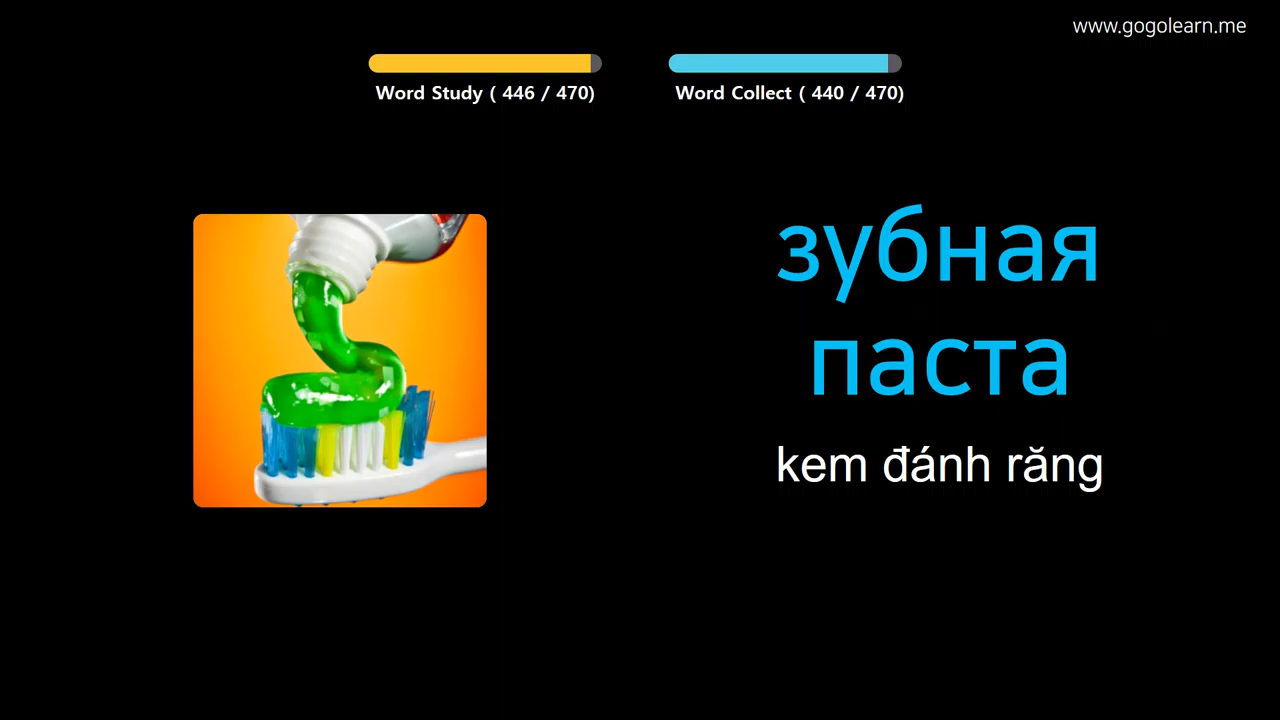 www.gogolearn.me
Word Study ( 446 / 470)
Word Collect ( 440 / 470)
зубная
паста
kem đánh răng